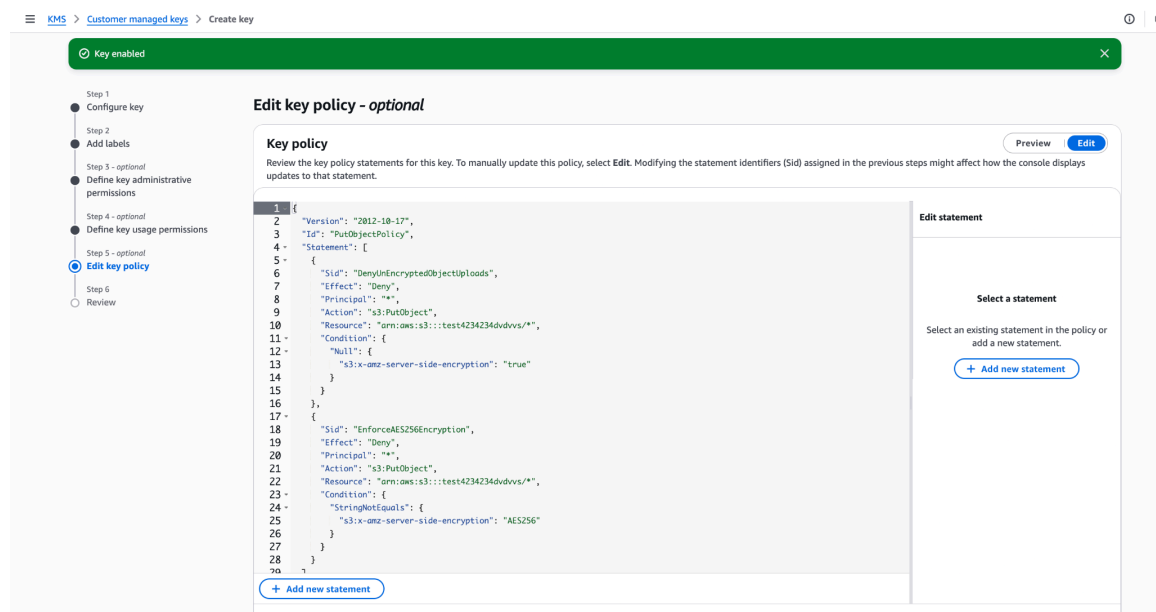 KMS > Customer managed keys > Create key
Key enabled
Step 1
Configure key
Step 2
Add labels
Step 3 - optional
Define key administrative
permissions
Step 4 - optional
Define key usage permissions
Step 5 - optional
Edit key policy
Step 6
Review
Edit key policy - optional
Key policy
Preview
Edit
Review the key policy statements for this key. To manually update this policy, select Edit. Modifying the statement identifiers (Sid) assigned in the previous steps might affect how the console displays
updates to that statement.
1 {
2 "Version": "2012-10-17",
3 "Id": "PutObjectPolicy",
4 "Statement": [
5 {
6 "Sid": "DenyUnEncryptedObjectUploads",
7 "Effect": "Deny",
8 "Principal": "*",
9 "Action": "s3:PutObject",
10 "Resource": "arn:aws:s3:::test4234234dvdvvs/*",
11 "Condition": {
12 "Null": {
13 "s3:x-amz-server-side-encryption": "true"
14 }
15 }
16 },
17 {
18 "Sid": "EnforceAES256Encryption",
19 "Effect": "Deny",
20 "Principal": "*",
21 "Action": "s3:PutObject",
22 "Resource": "arn:aws:s3:::test4234234dvdvvs/*",
23 "Condition": {
24 "StringNotEquals": {
25 "s3:x-amz-server-side-encryption": "AES256"
26 }
27 }
28 }
29 ]
+ Add new statement
Edit statement
Select a statement
Select an existing statement in the policy or
add a new statement.
+ Add new statement